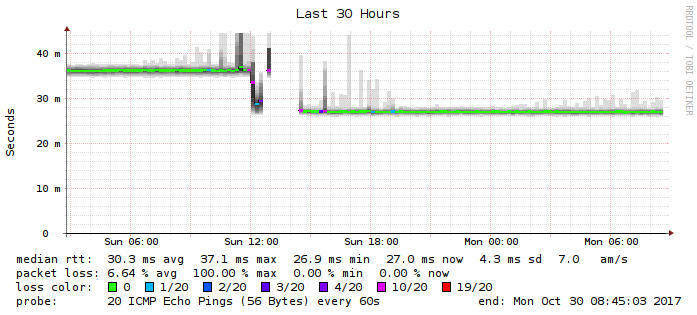 Last 30 Hours
RRDTOOL / TOBI OETIKER
Seconds
40 m
30 m
20 m
10 m
0
Sun 06:00 Sun 12:00 Sun 18:00 Mon 00:00 Mon 06:00
median rtt: 30.3 ms avg 37.1 ms max 26.9 ms min 27.0 ms now 4.3 ms sd 7.0 am/s
packet loss: 6.64 % avg 100.00 % max 0.00 % min 0.00 % now
loss color: 0 1/20 2/20 3/20 4/20 10/20 19/20
probe: 20 ICMP Echo Pings (56 Bytes) every 60s end: Mon Oct 30 08:45:03 2017